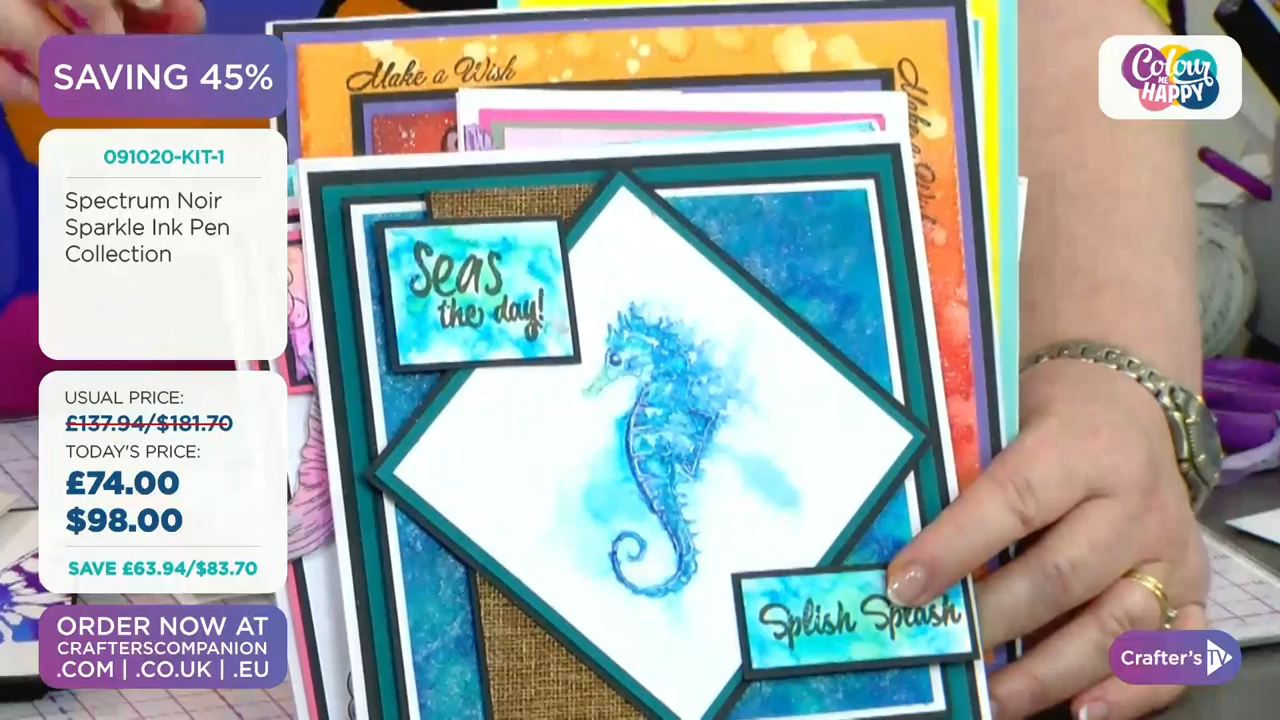 SAVING 45%
091020-KIT-1
Spectrum Noir
Sparkle Ink Pen
Collection
USUAL PRICE:
£137.94/$181.70
TODAY'S PRICE:
£74.00
$98.00
SAVE £63.94/$83.70
ORDER NOW AT
CRAFTERSCOMPANION
.COM | .CO.UK | .EU
Make a Wish
Make a Wish
Seas
the day!
Splish Splash
Colour
ME
HAPPY
Crafter's TV